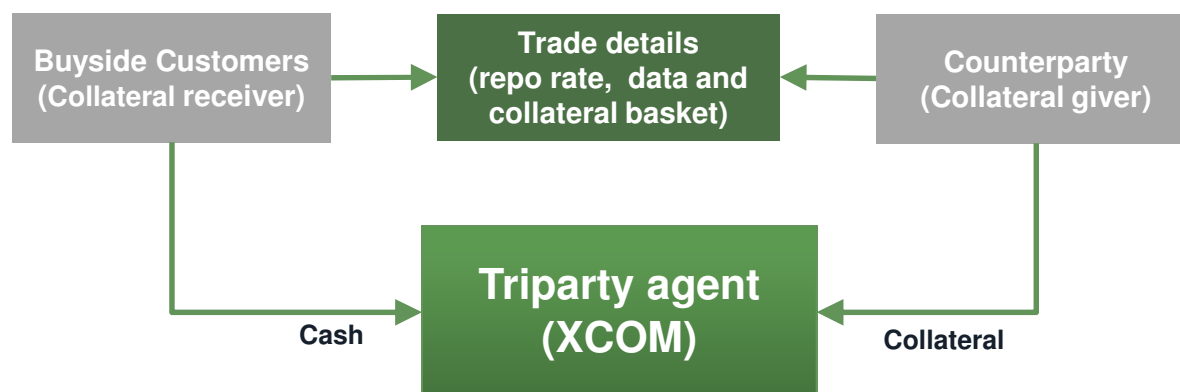 Buyside Customers
(Collateral receiver)
Trade details
(repo rate,  data and
collateral basket)
Counterparty
(Collateral giver)
Triparty agent
(XCOM)
Cash
Collateral